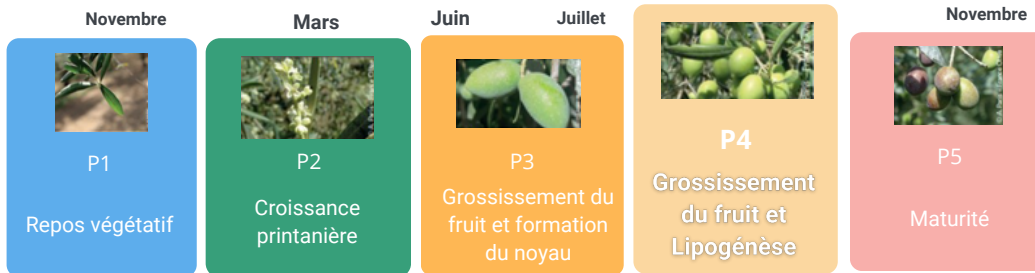 Novembre
Mars
Juin
Juillet
Novembre
P1
Repos végétatif
P2
Croissance
printanière
P3
Grossissement du
fruit et formation
du noyau
P4
Grossissement
du fruit et
Lipogénèse
P5
Maturité